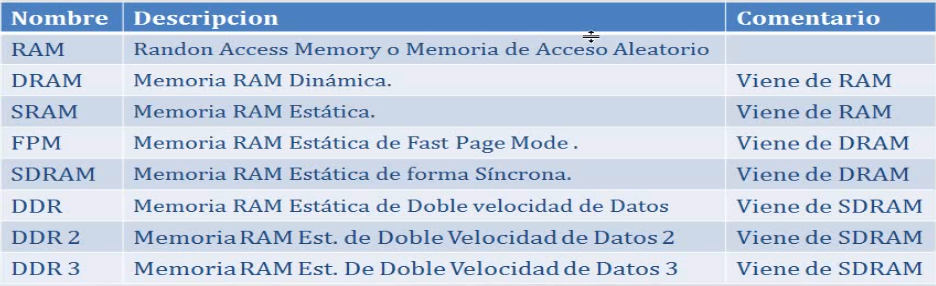 Nombre Descripcion Comentario
RAM Randon Access Memory o Memoria de Acceso Aleatorio
DRAM Memoria RAM Dinámica. Viene de RAM
SRAM Memoria RAM Estática. Viene de RAM
FPM Memoria RAM Estática de Fast Page Mode . Viene de DRAM
SDRAM Memoria RAM Estática de forma Síncrona. Viene de DRAM
DDR Memoria RAM Estática de Doble velocidad de Datos Viene de SDRAM
DDR 2 Memoria RAM Est. de Doble Velocidad de Datos 2 Viene de SDRAM
DDR 3 Memoria RAM Est. De Doble Velocidad de Datos 3 Viene de SDRAM